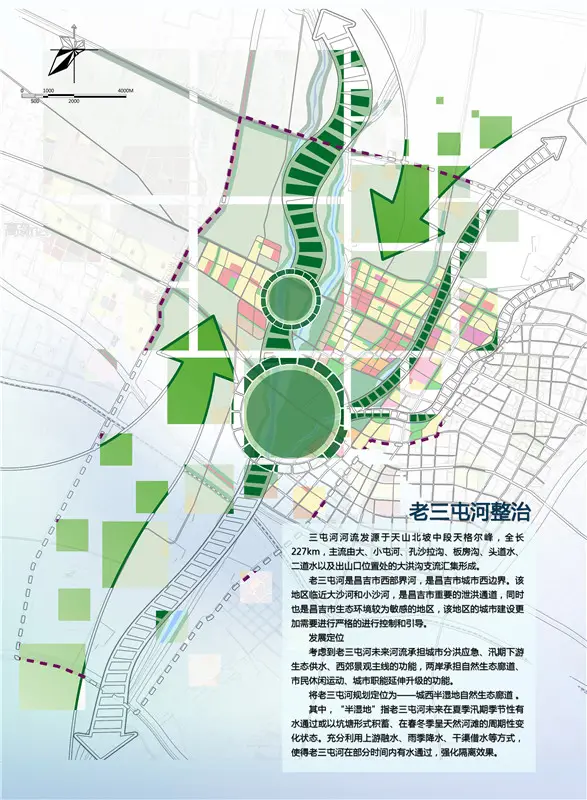 0 1000 4000M
500 2000
高新区
老三屯河整治
三屯河河流发源于天山北坡中段天格尔峰，全长
227km，主流由大、小屯河、孔沙拉沟、板房沟、头道水、
二道水以及出山口位置处的大洪沟支流汇集形成。
老三屯河是昌吉市西部界河，是昌吉市城市西边界。该
地区临近大沙河和小沙河，是昌吉市重要的泄洪通道，同时
也是昌吉市生态环境较为敏感的地区，该地区的城市建设更
加需要进行严格的进行控制和引导。
发展定位
考虑到老三屯河未来河流承担城市分洪应急、汛期下游
生态供水、西郊景观主线的功能，两岸承担自然生态廊道、
市民休闲运动、城市职能延伸升级的功能。
将老三屯河规划定位为——城西半湿地自然生态廊道 。
其中，“半湿地”指老三屯河未来在夏季汛期季节性有
水通过或以坑塘形式积蓄、在春冬季呈天然河滩的周期性变
化状态。充分利用上游融水、雨季降水、干渠借水等方式，
使得老三屯河在部分时间内有水通过，强化隔离效果。